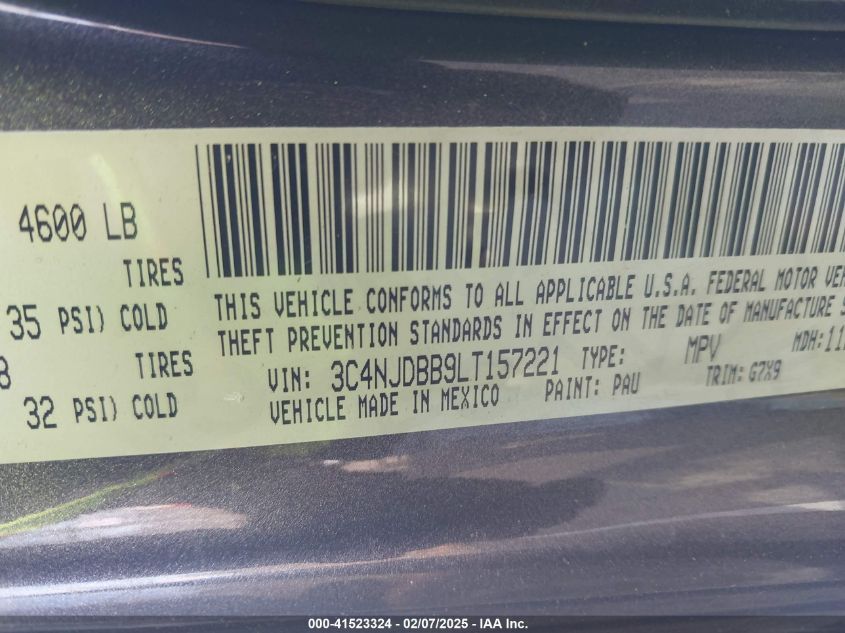 4600 LB
TIRES
35 PSI) COLD
TIRES
32 PSI) COLD
THIS VEHICLE CONFORMS TO ALL APPLICABLE U.S.A. FEDERAL MOTOR
THEFT PREVENTION STANDARDS IN EFFECT ON THE DATE OF MANUFACTURE
VIN: 3C4NJDBB9LT157221 TYPE: MPV MDH:11
VEHICLE MADE IN MEXICO PAINT: PAU TRIM: G7X9
000-41523324 — 02/07/2025 — IAA Inc.